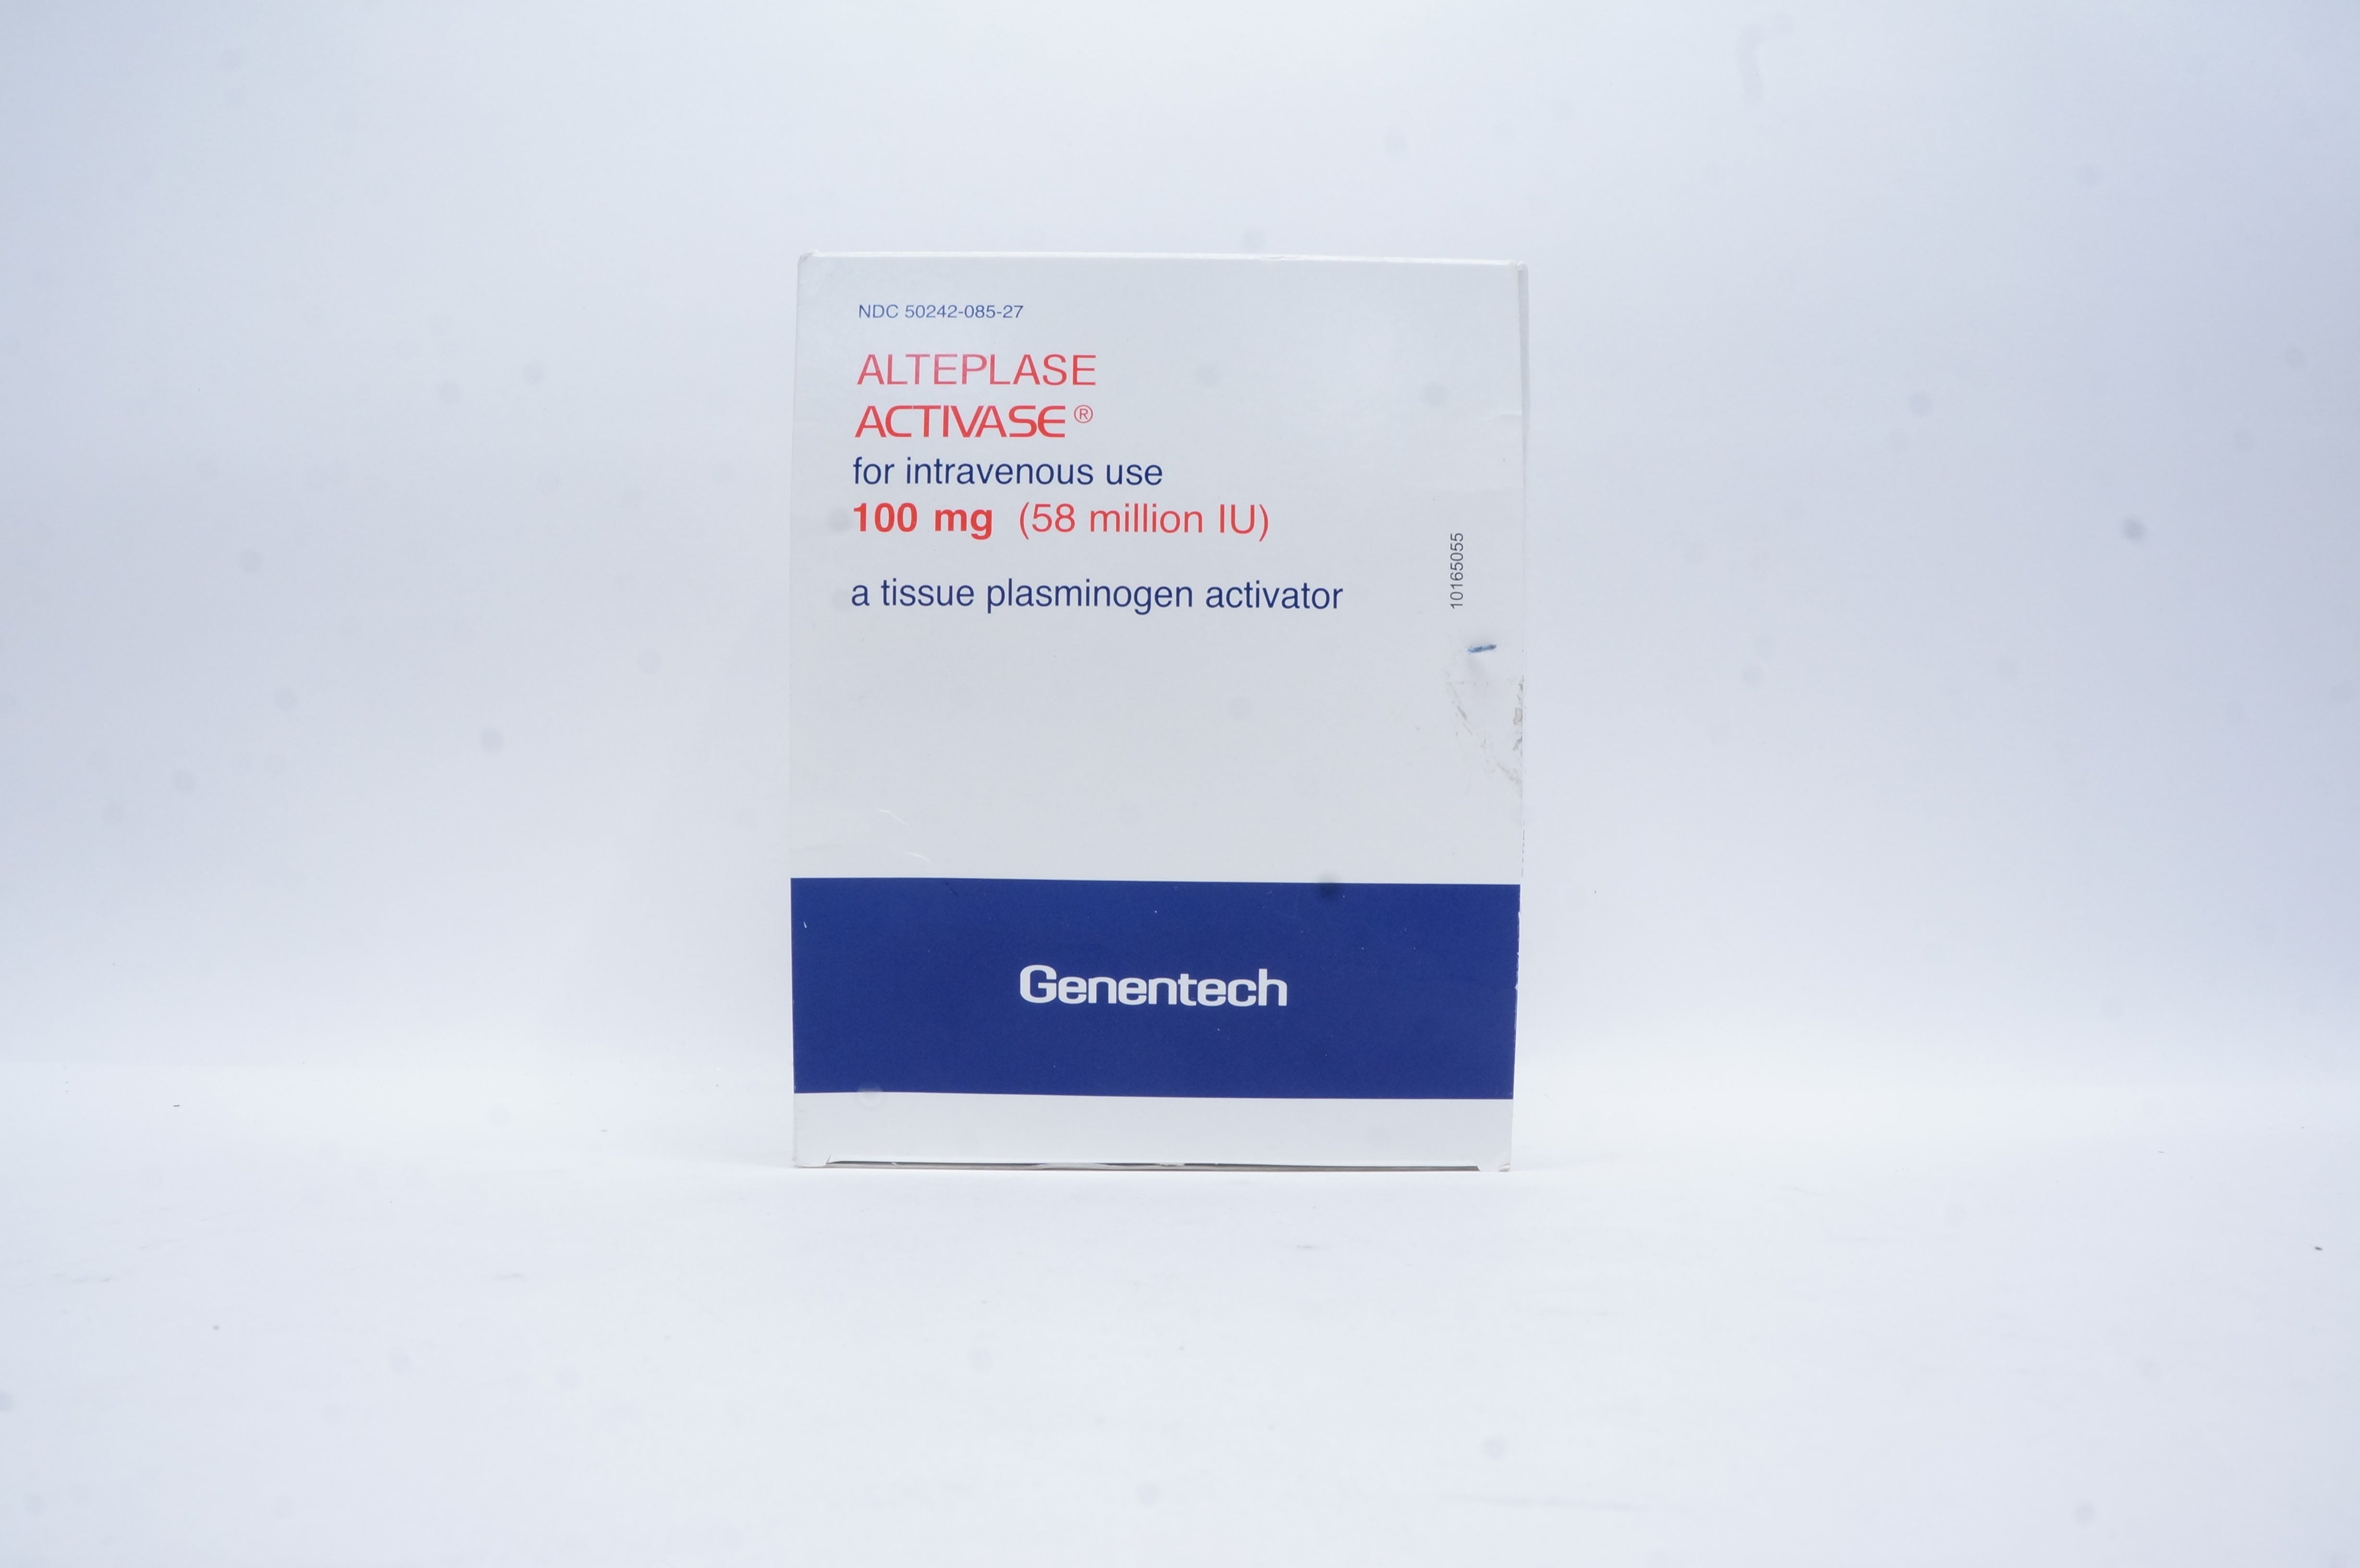 NDC 50242-085-27
ALTEPLASE
ACTIVASE®
for intravenous use
100 mg (58 million IU)
a tissue plasminogen activator
10165055
Genentech